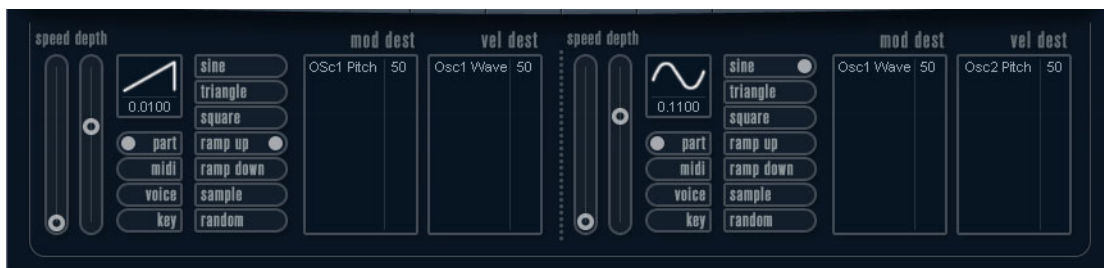 speed depth mod dest vel dest
0.0100
part
midi
voice
key
sine
triangle
square
ramp up
ramp down
sample
random
OSc1 Pitch 50
Osc1 Wave 50
speed depth mod dest vel dest
0.1100
part
midi
voice
key
sine
triangle
square
ramp up
ramp down
sample
random
Osc1 Wave 50
Osc2 Pitch 50